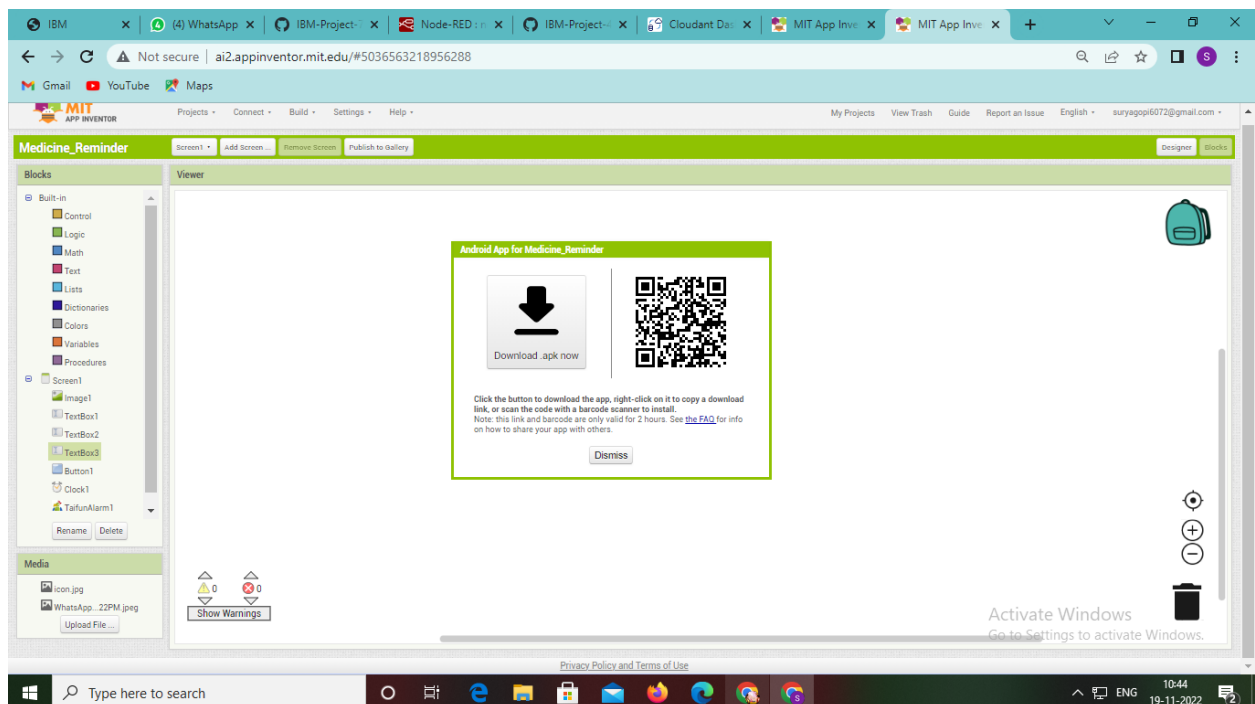 IBM
(4) WhatsApp
IBM-Project-
Node-RED : n
IBM-Project-4
Cloudant Das
MIT App Inve
MIT App Inve
Not secure | ai2.appinventor.mit.edu/#5036563218956288
S
Gmail YouTube Maps
MIT
APP INVENTOR
Projects Connect Build Settings Help
My Projects View Trash Guide Report an Issue English suryagopi6072@gmail.com
Medicine_Reminder
Screen1 Add Screen ... Remove Screen Publish to Gallery
Designer Blocks
Blocks
Viewer
Built-in
Control
Logic
Math
Text
Lists
Dictionaries
Colors
Variables
Procedures
Screen1
Image1
TextBox1
TextBox2
TextBox3
Button1
Clock1
TaifunAlarm1
Rename Delete
Media
icon.jpg
WhatsApp...22PM.jpeg
Upload File ...
Android App for Medicine_Reminder
Download .apk now
Click the button to download the app, right-click on it to copy a download
link, or scan the code with a barcode scanner to install.
Note: this link and barcode are only valid for 2 hours. See the FAQ for info
on how to share your app with others.
Dismiss
0 0
Show Warnings
Activate Windows
Go to Settings to activate Windows.
Privacy Policy and Terms of Use
Type here to search
ENG
10:44
19-11-2022
2